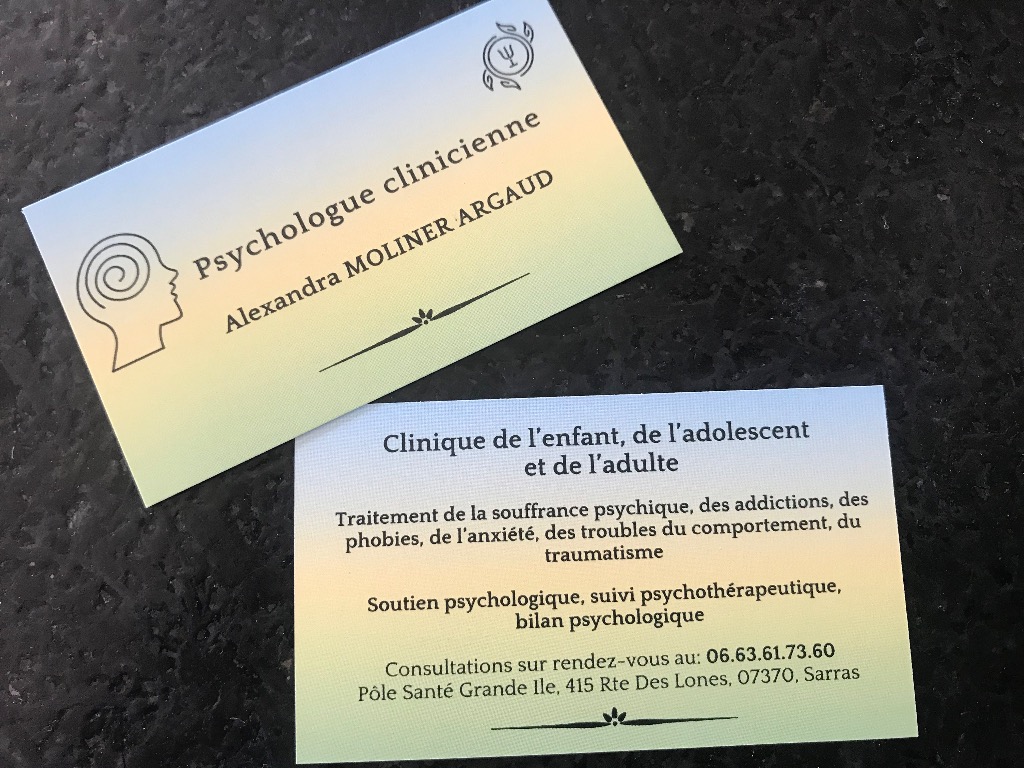 Psychologue clinicienne
Alexandra MOLINER ARGAUD
Clinique de l'enfant, de l'adolescent
et de l'adulte
Traitement de la souffrance psychique, des addictions, des
phobies, de l'anxiété, des troubles du comportement, du
traumatisme
Soutien psychologique, suivi psychothérapeutique,
bilan psychologique
Consultations sur rendez-vous au: 06.63.61.73.60
Pôle Santé Grande Ile, 415 Rte Des Lones, 07370, Sarras